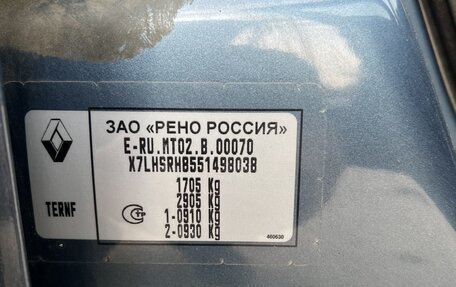 ЗАО «РЕНО РОССИЯ»
E-RU.MT02.B.00070
X7LHSRH8551498038
1705 Kg
2905 Kg
1-0910 Kg
2-0930 Kg
TERNF
460630